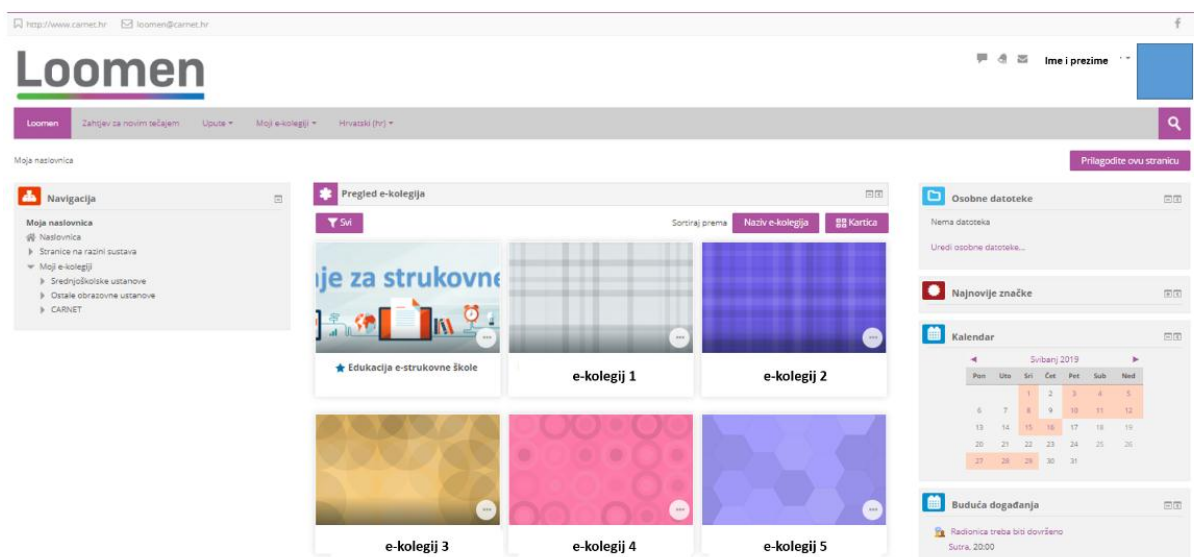 http://www.carnet.hr loomen@carnet.hr
Loomen
Ime i prezime
Loomen Zahtjev za novim tečajem Upute Moji e-kolegiji Hrvatski (hr)
Moja naslovnica
Prilagodite ovu stranicu
Navigacija
Moja naslovnica
Naslovnica
Stranice na razini sustava
Moji e-kolegiji
Srednjoškolske ustanove
Ostale obrazovne ustanove
CARNET
Pregled e-kolegija
Svi Sortiraj prema Naziv e-kolegija Kartica
je za strukovne
Edukacija e-strukovne škole
e-kolegij 1
e-kolegij 2
e-kolegij 3
e-kolegij 4
e-kolegij 5
Osobne datoteke
Nema datoteka
Uredi osobne datoteke...
Najnovije značke
Kalendar
Svibanj 2019
Pon Uto Sri Čet Pet Sub Ned
1 2 3 4 5
6 7 8 9 10 11 12
13 14 15 16 17 18 19
20 21 22 23 24 25 26
27 28 29 30 31
Buduća događanja
Radionica treba biti dovršeno
Sutra, 20:00